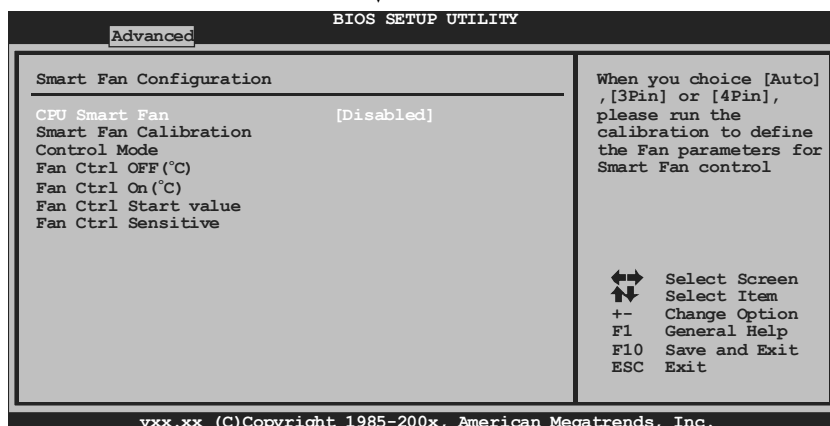 BIOS SETUP UTILITY
Advanced
Smart Fan Configuration
CPU Smart Fan [Disabled]
Smart Fan Calibration
Control Mode
Fan Ctrl OFF(°C)
Fan Ctrl On(°C)
Fan Ctrl Start value
Fan Ctrl Sensitive
When you choice [Auto]
,[3Pin] or [4Pin],
please run the
calibration to define
the Fan parameters for
Smart Fan control
Select Screen
Select Item
+- Change Option
F1 General Help
F10 Save and Exit
ESC Exit
vxx.xx (C)Copyright 1985-200x, American Megatrends, Inc.